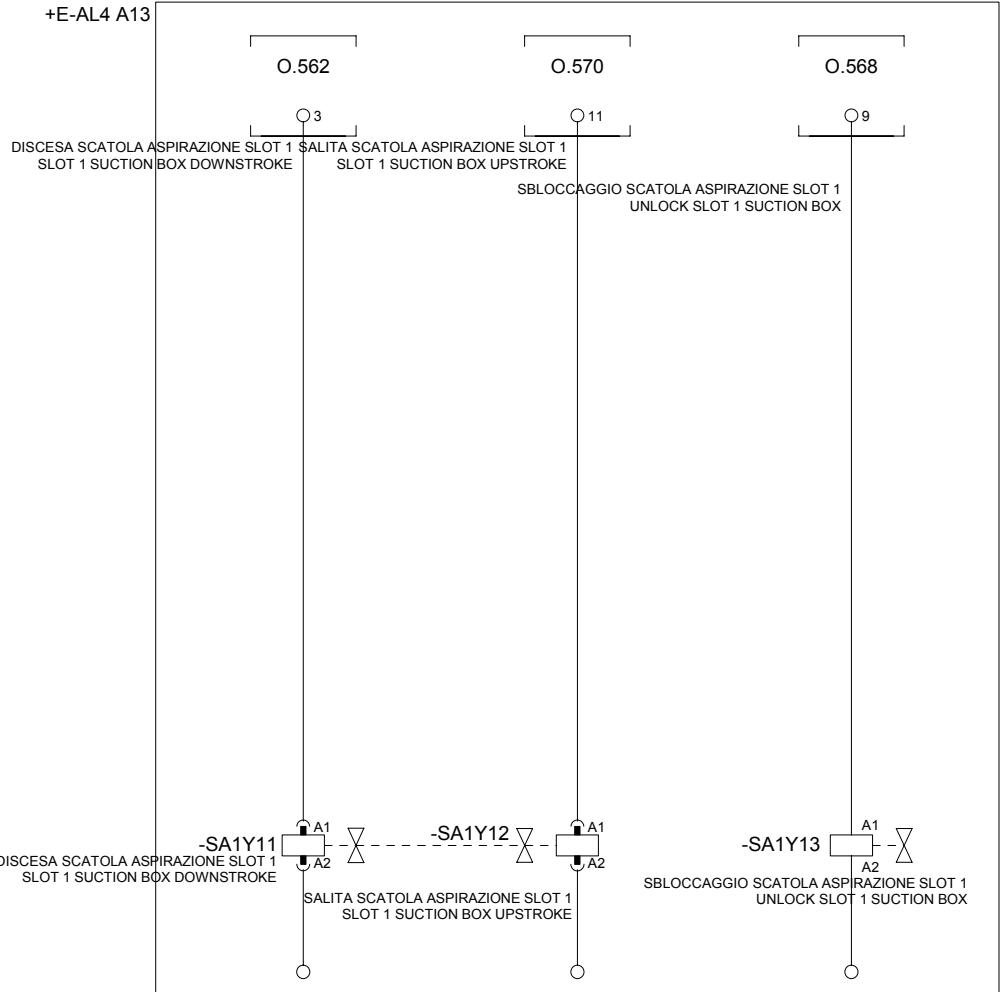 +E-AL4 A13
O.562
O.570
O.568
3
11
9
DISCESA SCATOLA ASPIRAZIONE SLOT 1
SLOT 1 SUCTION BOX DOWNSTROKE
SALITA SCATOLA ASPIRAZIONE SLOT 1
SLOT 1 SUCTION BOX UPSTROKE
SBLOCCAGGIO SCATOLA ASPIRAZIONE SLOT 1
UNLOCK SLOT 1 SUCTION BOX
-SA1Y11
A1
A2
DISCESA SCATOLA ASPIRAZIONE SLOT 1
SLOT 1 SUCTION BOX DOWNSTROKE
-SA1Y12
A1
A2
SALITA SCATOLA ASPIRAZIONE SLOT 1
SLOT 1 SUCTION BOX UPSTROKE
-SA1Y13
A1
A2
SBLOCCAGGIO SCATOLA ASPIRAZIONE SLOT 1
UNLOCK SLOT 1 SUCTION BOX